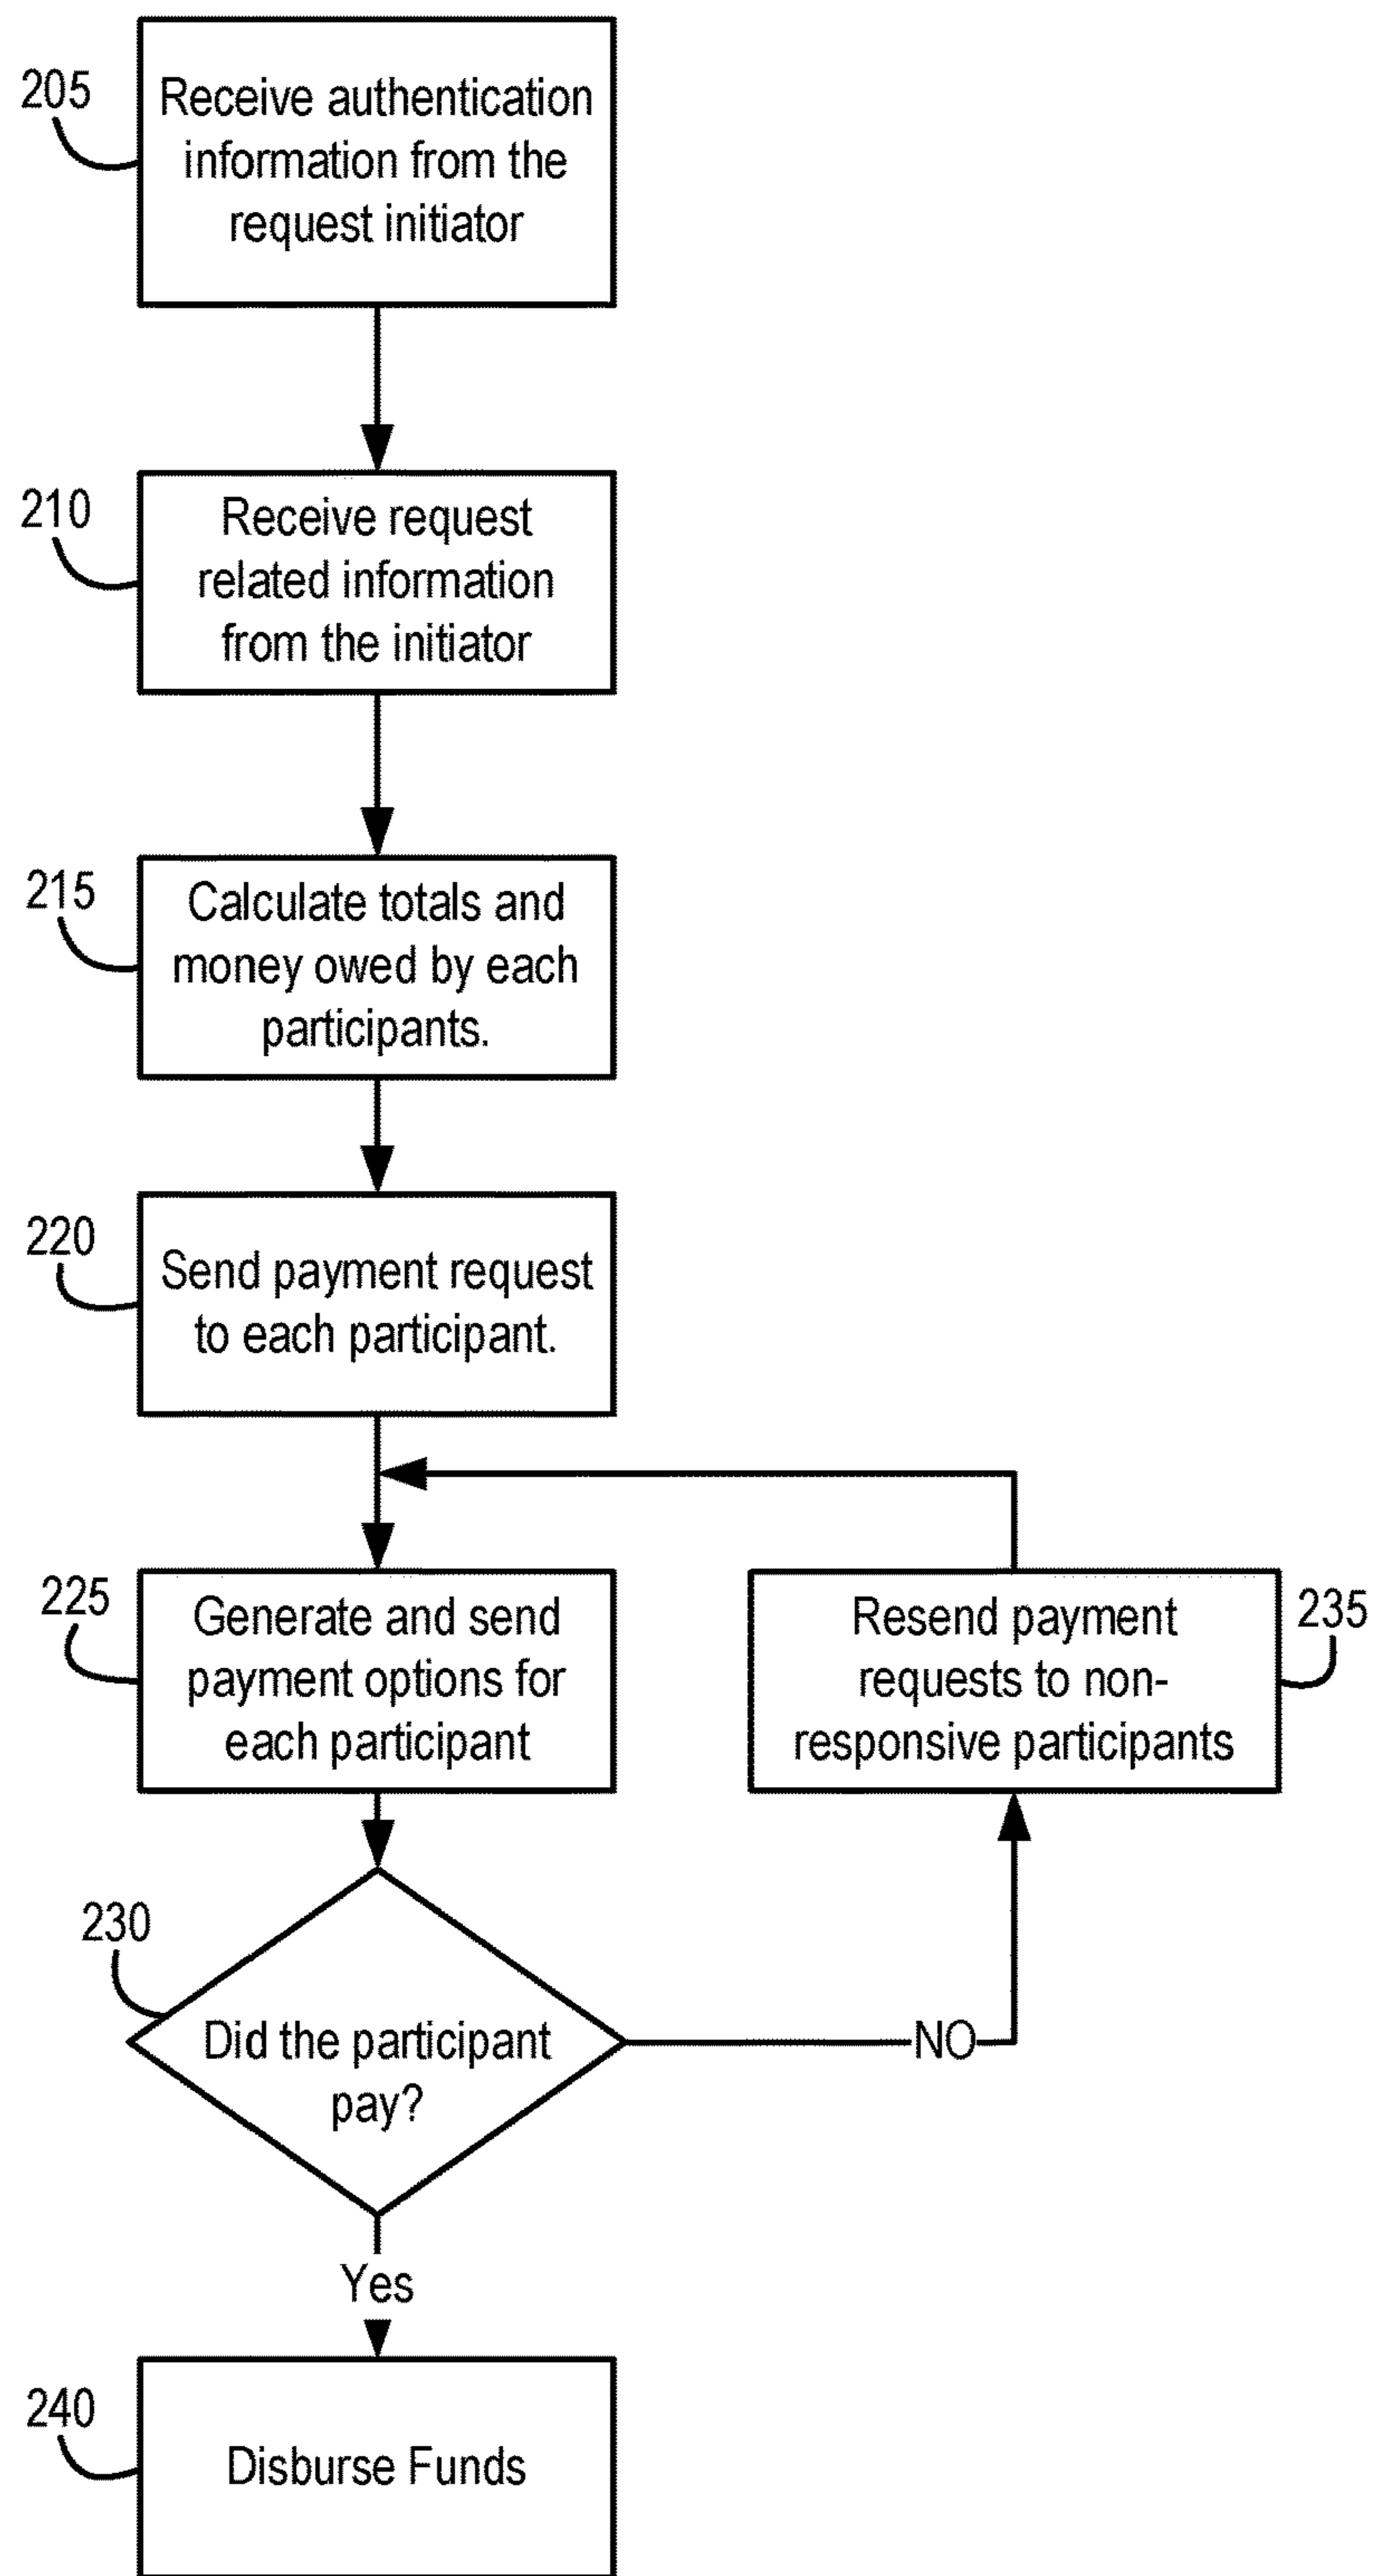 205
Receive authentication
information from the
request initiator
210
Receive request
related information
from the initiator
215
Calculate totals and
money owed by each
participants.
220
Send payment request
to each participant.
225
Generate and send
payment options for
each participant
Resend payment
requests to non-
responsive participants
235
230
Did the participant
pay?
NO
Yes
240
Disburse Funds